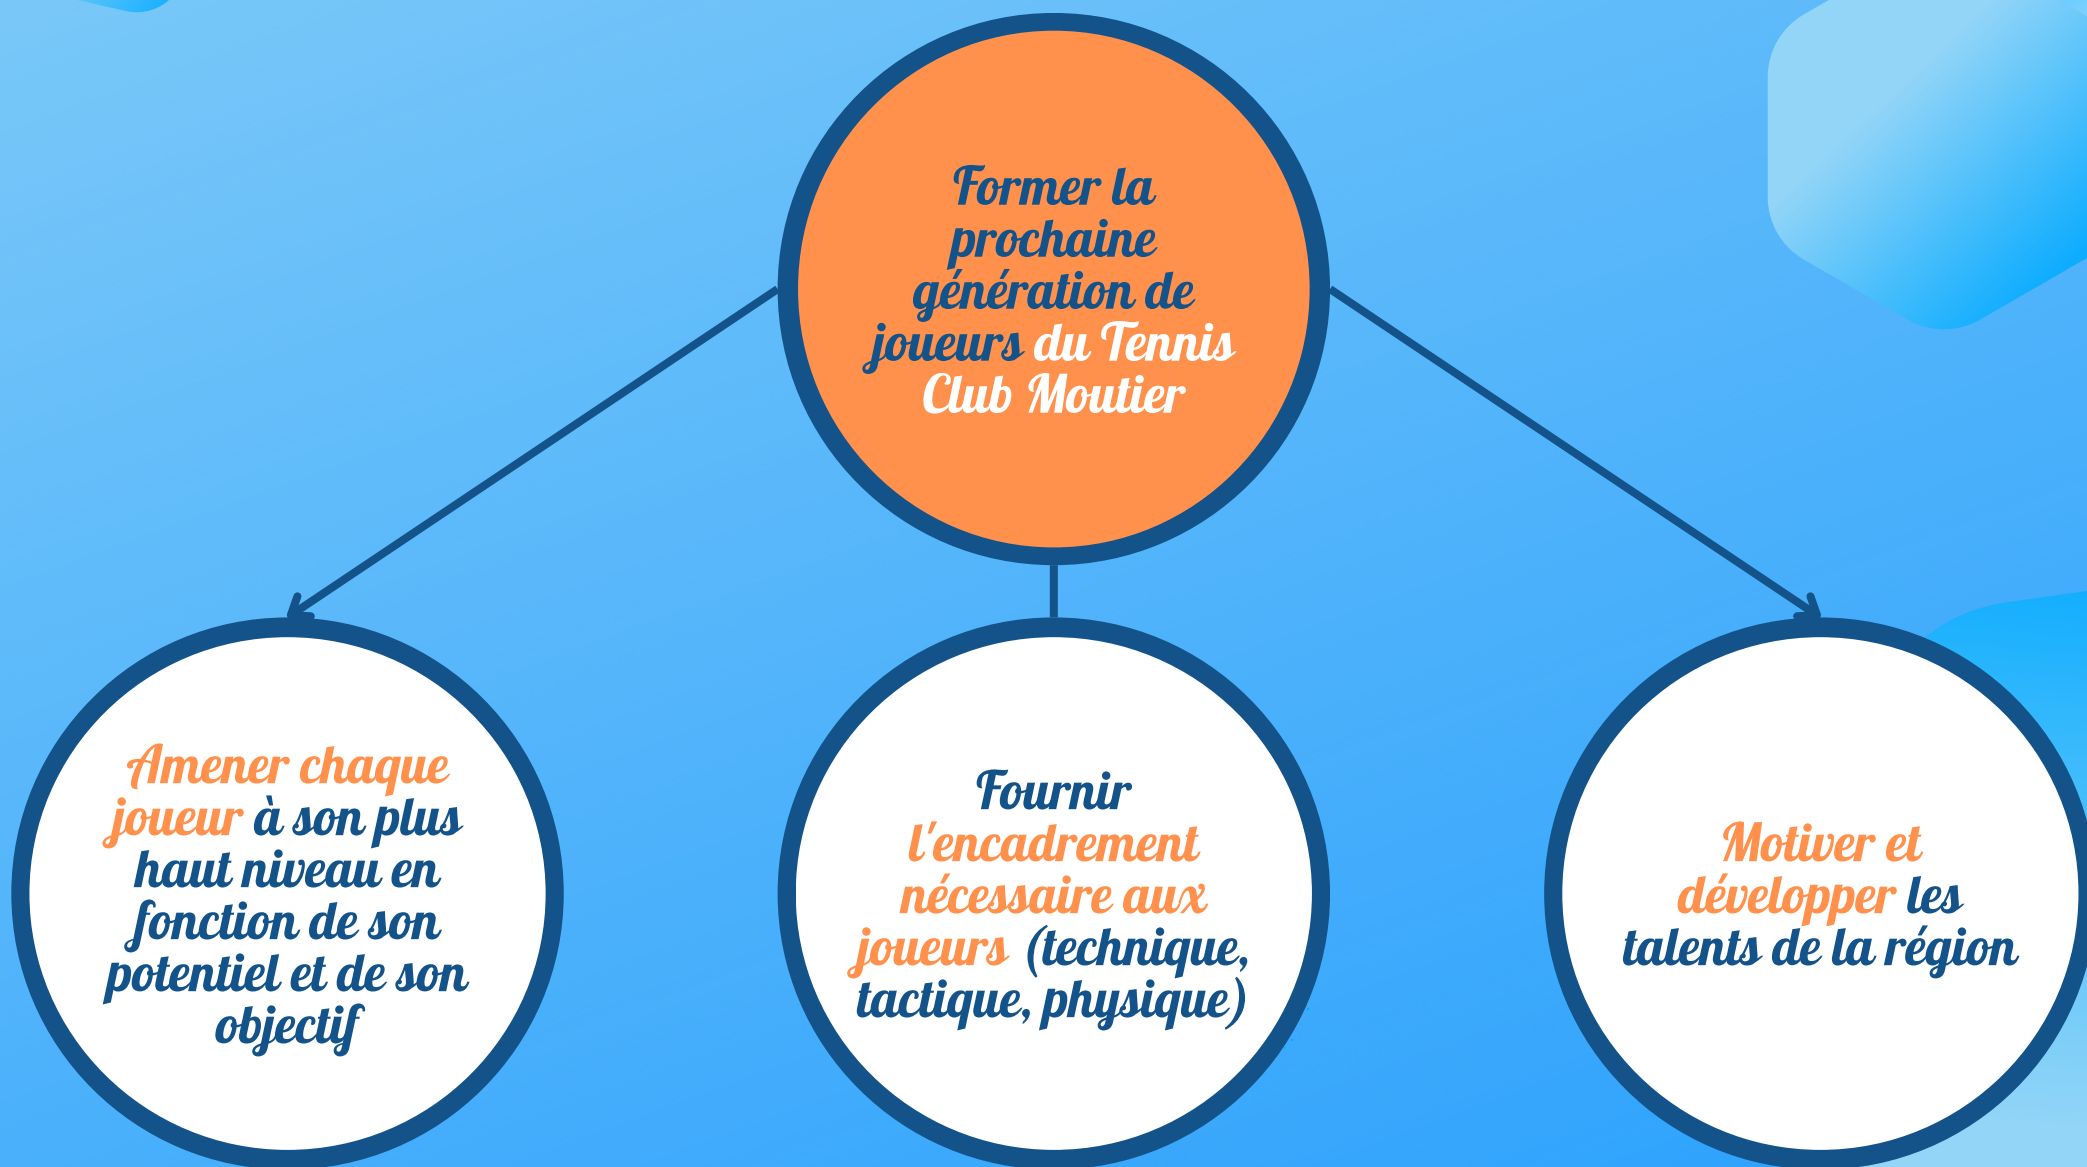 Former la
prochaine
génération de
joueurs du Tennis
Club Moutier
Amener chaque
joueur à son plus
haut niveau en
fonction de son
potentiel et de son
objectif
Fournir
l'encadrement
nécessaire aux
joueurs (technique,
tactique, physique)
Motiver et
développer les
talents de la région